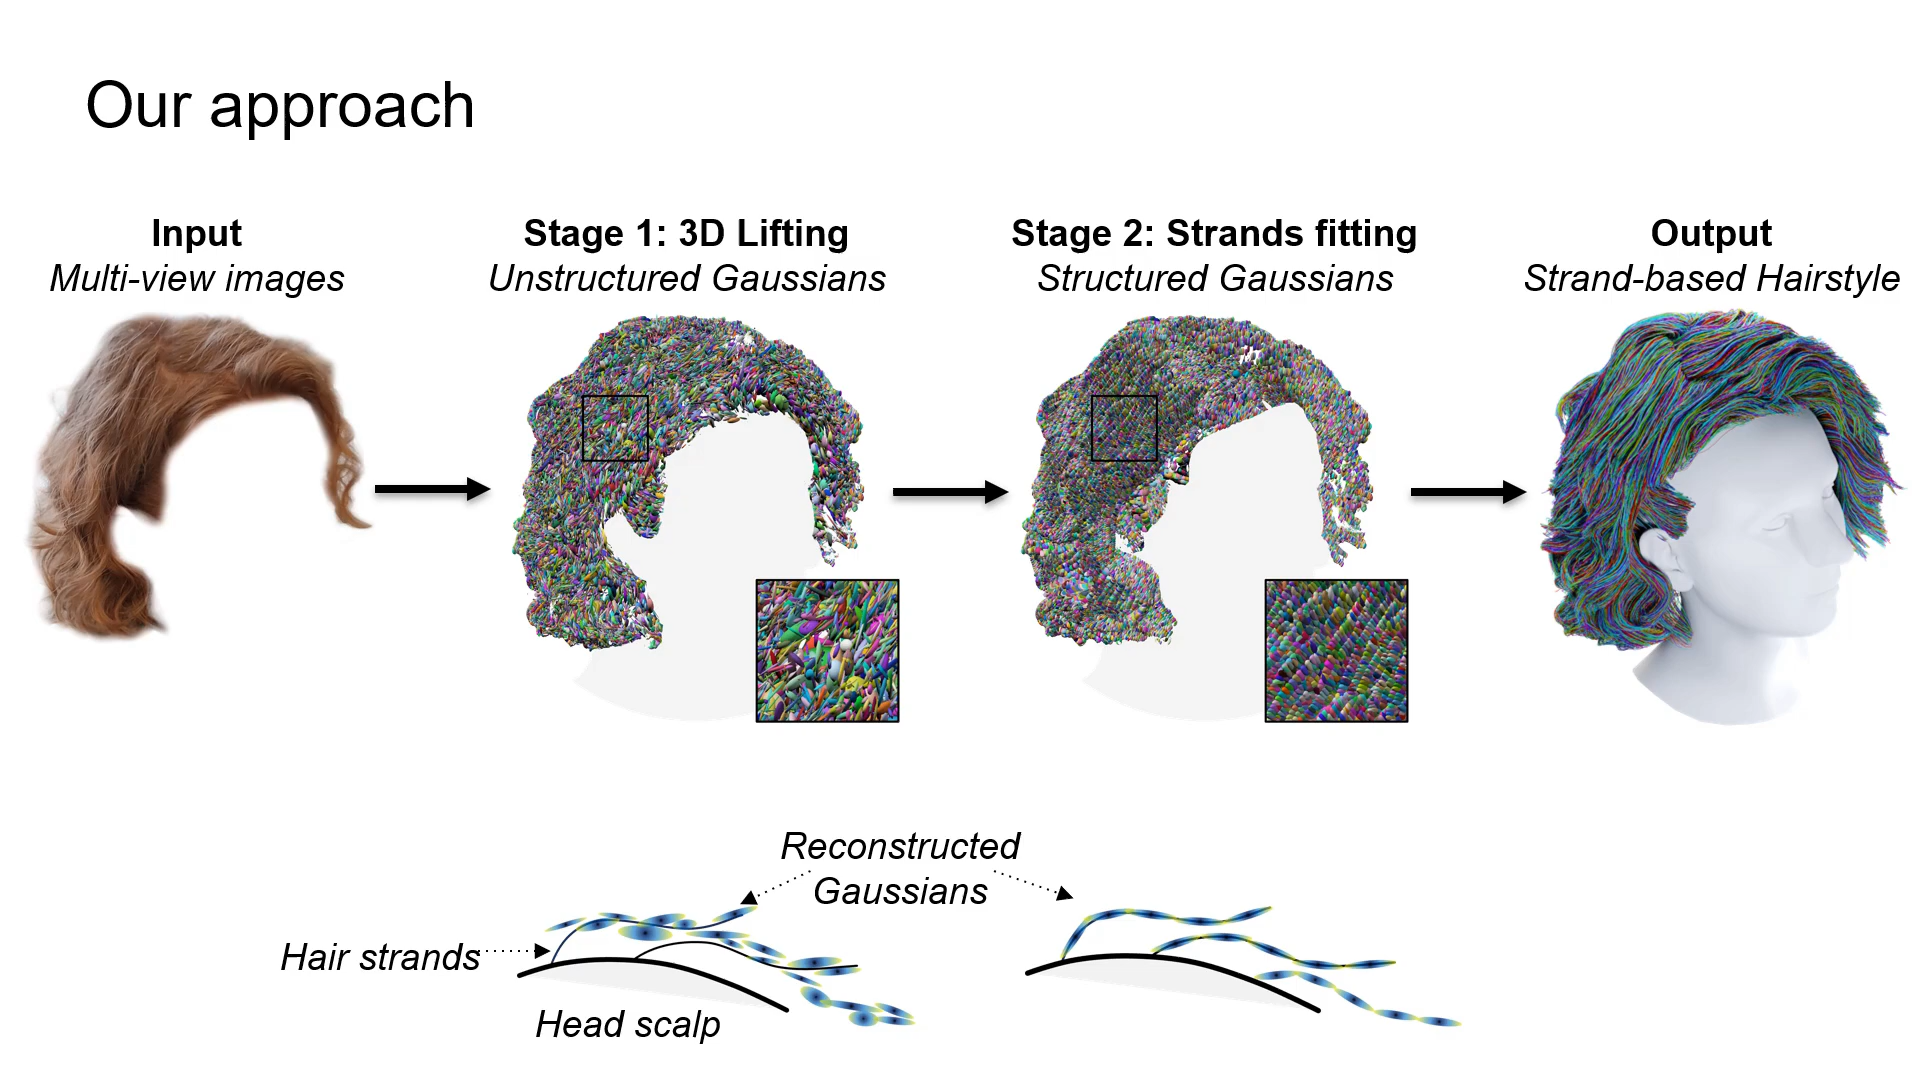 Our approach
Input
Multi-view images
Stage 1: 3D Lifting
Unstructured Gaussians
Stage 2: Strands fitting
Structured Gaussians
Output
Strand-based Hairstyle
Reconstructed
Gaussians
Hair strands
Head scalp